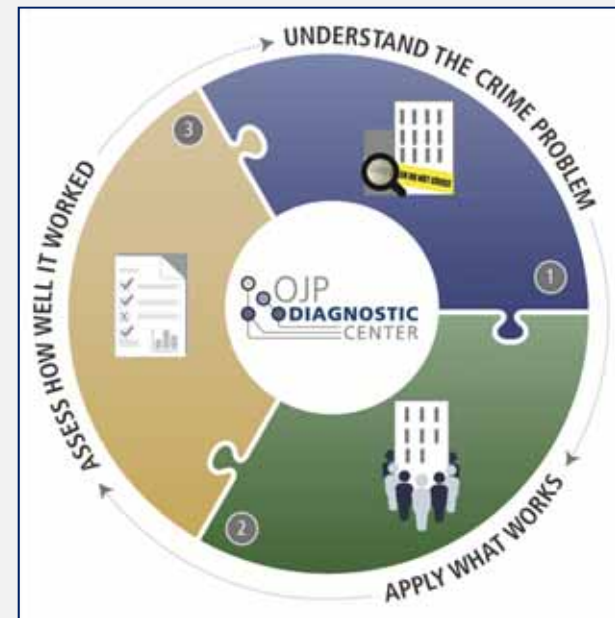 UNDERSTAND THE CRIME PROBLEM
1
APPLY WHAT WORKS
2
ASSESS HOW WELL IT WORKED
3
OJP
DIAGNOSTIC
CENTER